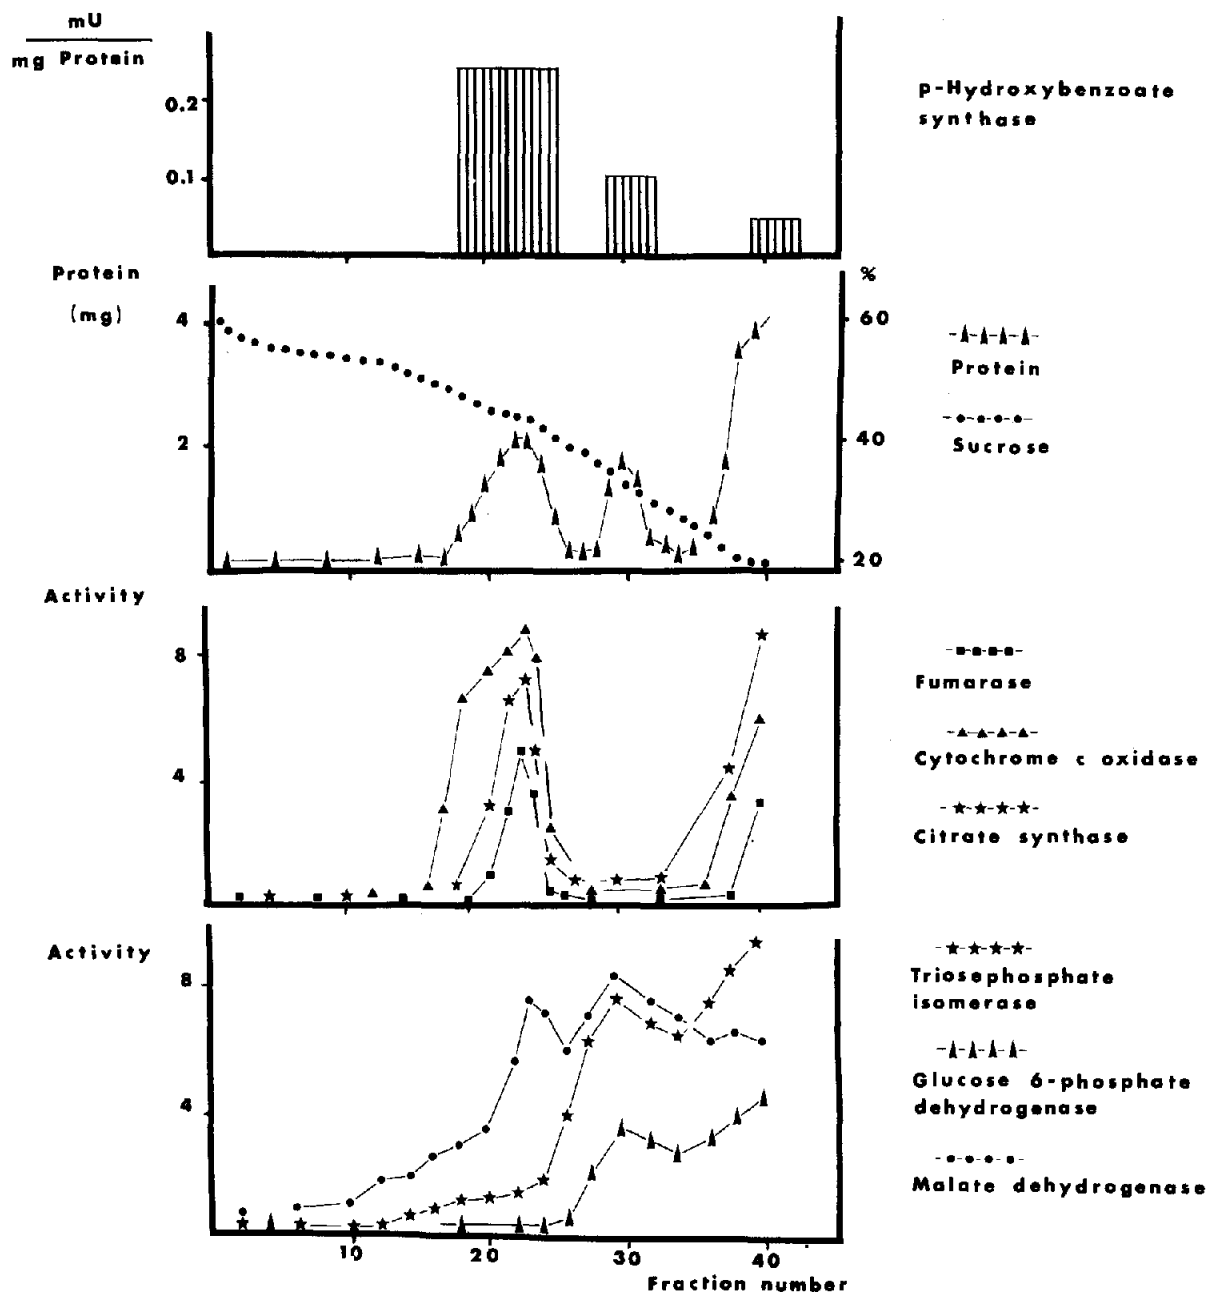 mU
mg Protein
0.2
0.1
p-Hydroxybenzoate
synthase
Protein
(mg)
4
2
%
60
40
20
Protein
Sucrose
Activity
8
4
Fumarase
Cytochrome c oxidase
Citrate synthase
Activity
8
4
Triosephosphate
isomerase
Glucose 6-phosphate
dehydrogenase
Malate dehydrogenase
10 20 30 40
Fraction number